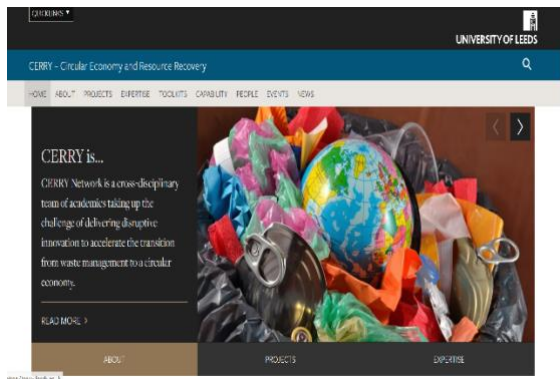 QUICKLINKS ▼
UNIVERSITY OF LEEDS
CERRY – Circular Economy and Resource Recovery
HOME ABOUT PROJECTS EXPERTISE TOOLKITS CAPABILITY PEOPLE EVENTS NEWS
CERRY is...
CERRY Network is a cross-disciplinary
team of academics taking up the
challenge of delivering disruptive
innovation to accelerate the transition
from waste management to a circular
economy.
READ MORE >
ABOUT PROJECTS EXPERTISE